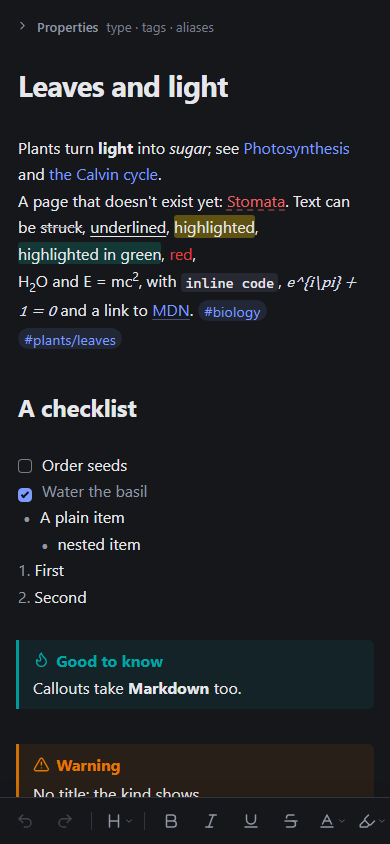 Properties type · tags · aliases
Leaves and light
Plants turn light into sugar; see Photosynthesis
and the Calvin cycle.
A page that doesn't exist yet: Stomata. Text can
be struck, underlined, highlighted,
highlighted in green, red,
H₂O and E = mc², with inline code, e^{i\pi} +
1 = 0 and a link to MDN. #biology
#plants/leaves
A checklist
Order seeds
Water the basil
• A plain item
• nested item
1. First
2. Second
Good to know
Callouts take Markdown too.
Warning
No title: the kind shows
H B I U S A